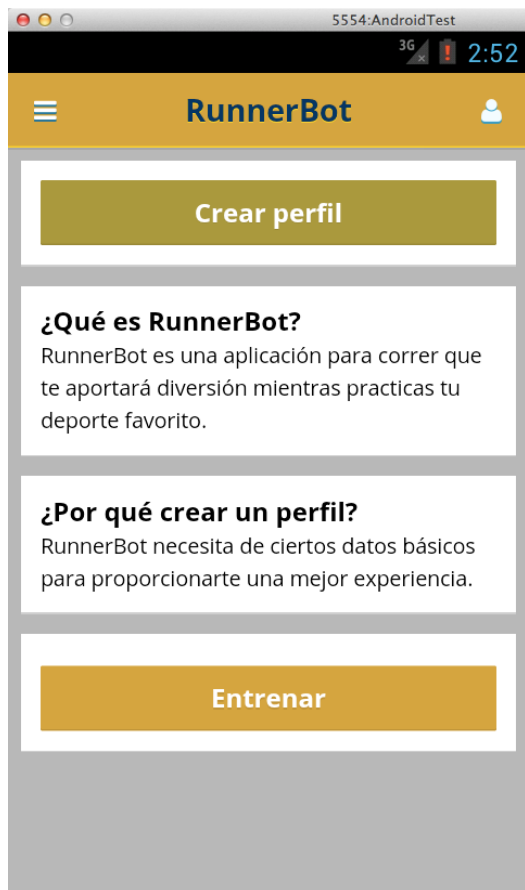 5554:AndroidTest
3G 2:52
RunnerBot
Crear perfil
¿Qué es RunnerBot?
RunnerBot es una aplicación para correr que
te aportará diversión mientras practicas tu
deporte favorito.
¿Por qué crear un perfil?
RunnerBot necesita de ciertos datos básicos
para proporcionarte una mejor experiencia.
Entrenar